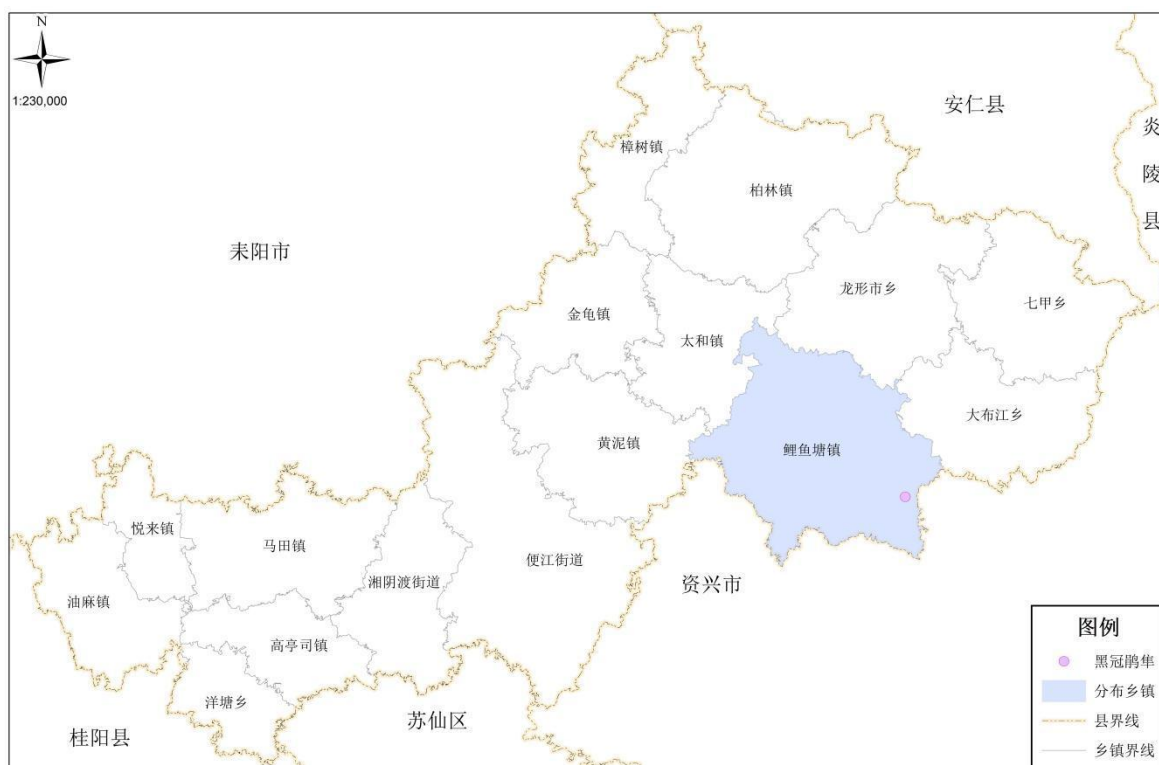 N
1:230,000
安仁县
炎
陵
县
樟树镇
柏林镇
耒阳市
龙形市乡
七甲乡
金龟镇
太和镇
大布江乡
黄泥镇
鲤鱼塘镇
悦来镇
马田镇
便江街道
湘阴渡街道
资兴市
油麻镇
高亭司镇
洋塘乡
苏仙区
桂阳县
图例
黑冠鹃隼
分布乡镇
县界线
乡镇界线